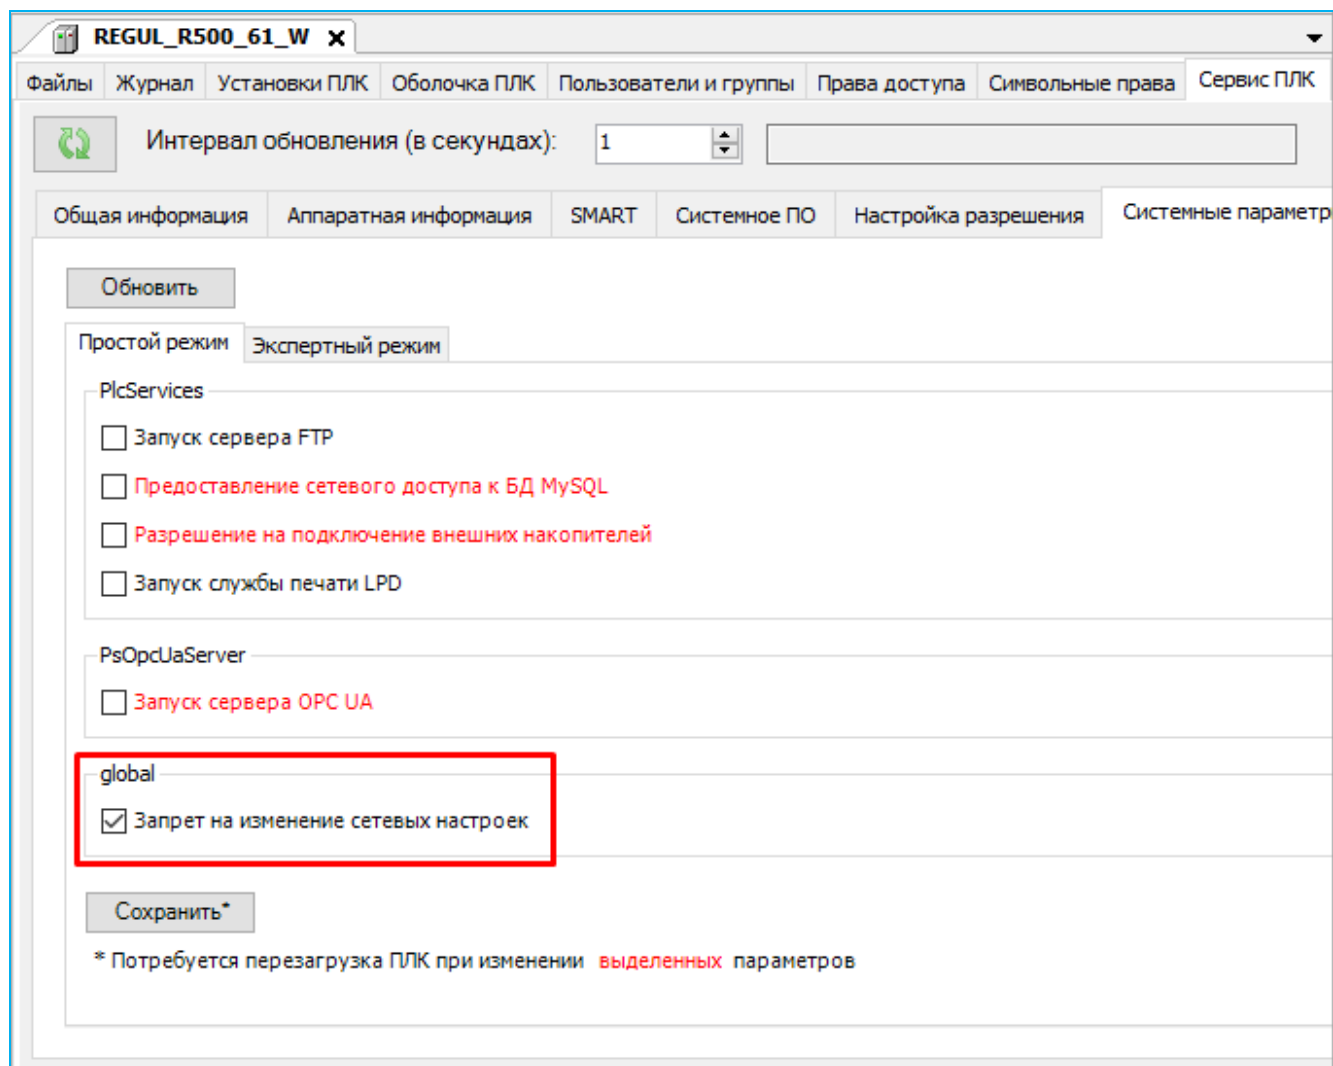 REGUL_R500_61_W
Файлы Журнал Установки ПЛК Оболочка ПЛК Пользователи и группы Права доступа Символьные права Сервис ПЛК
Интервал обновления (в секундах): 1
Общая информация Аппаратная информация SMART Системное ПО Настройка разрешения Системные параметр
Обновить
Простой режим Экспертный режим
PlcServices
Запуск сервера FTP
Предоставление сетевого доступа к БД MySQL
Разрешение на подключение внешних накопителей
Запуск службы печати LPD
PsOpcUaServer
Запуск сервера OPC UA
global
Запрет на изменение сетевых настроек
Сохранить*
* Потребуется перезагрузка ПЛК при изменении выделенных параметров